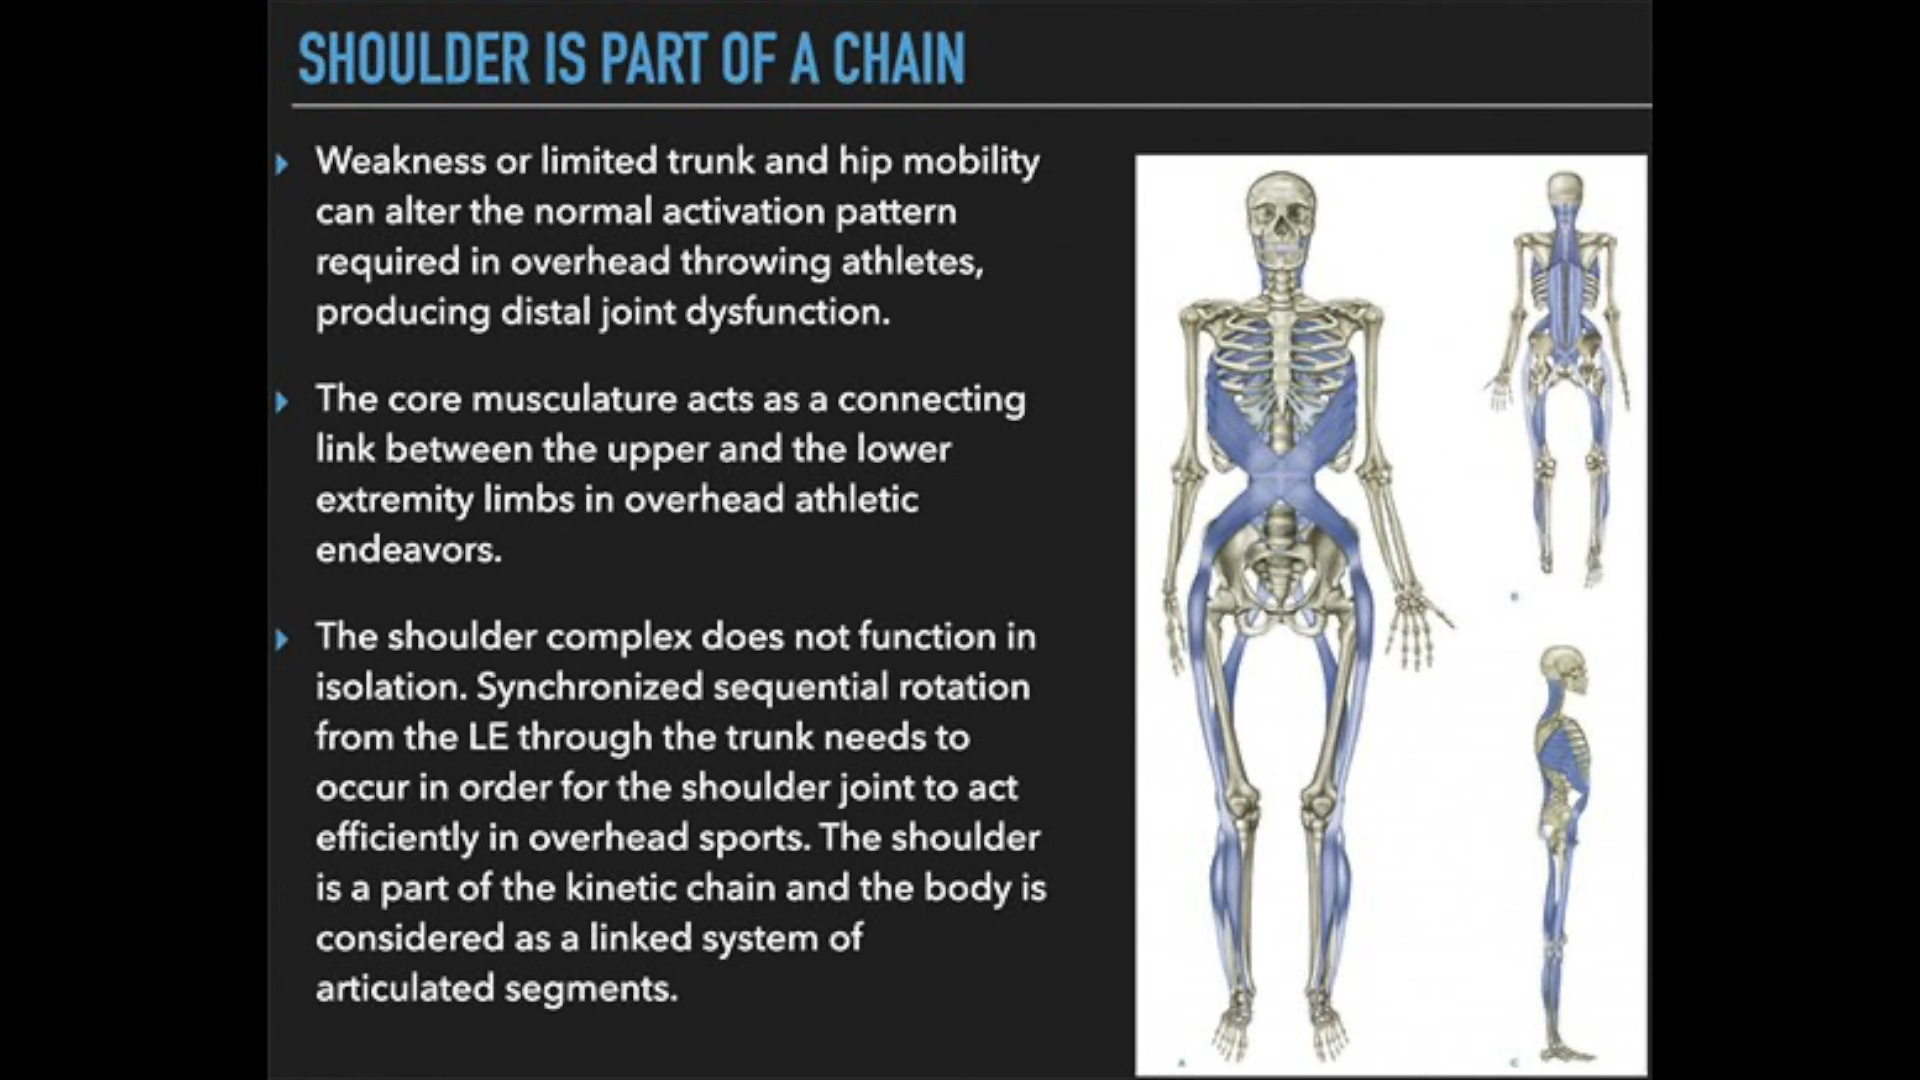 SHOULDER IS PART OF A CHAIN
Weakness or limited trunk and hip mobility
can alter the normal activation pattern
required in overhead throwing athletes,
producing distal joint dysfunction.
The core musculature acts as a connecting
link between the upper and the lower
extremity limbs in overhead athletic
endeavors.
The shoulder complex does not function in
isolation. Synchronized sequential rotation
from the LE through the trunk needs to
occur in order for the shoulder joint to act
efficiently in overhead sports. The shoulder
is a part of the kinetic chain and the body is
considered as a linked system of
articulated segments.
A
B
C